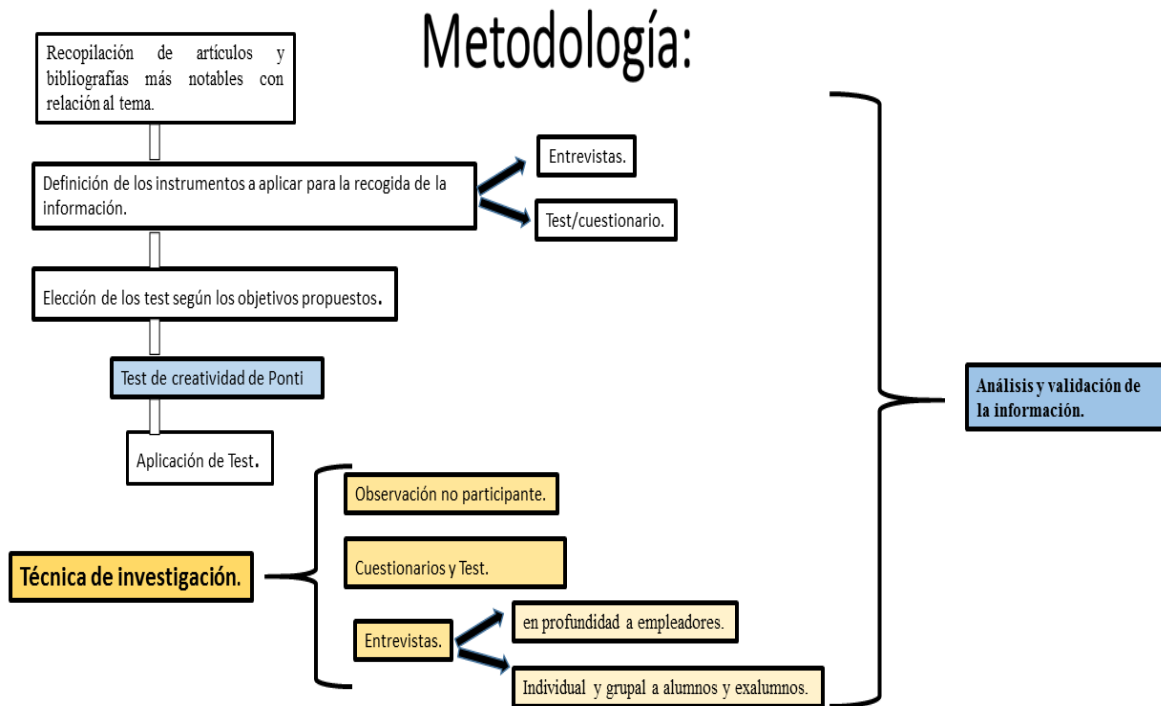 Metodología:
Recopilación de artículos y
bibliografías más notables con
relación al tema.
Definición de los instrumentos a aplicar para la recogida de la
información.
Entrevistas.
Test/cuestionario.
Elección de los test según los objetivos propuestos.
Test de creatividad de Ponti
Aplicación de Test.
Técnica de investigación.
Observación no participante.
Cuestionarios y Test.
Entrevistas.
en profundidad a empleadores.
Individual y grupal a alumnos y exalumnos.
Análisis y validación de
la información.